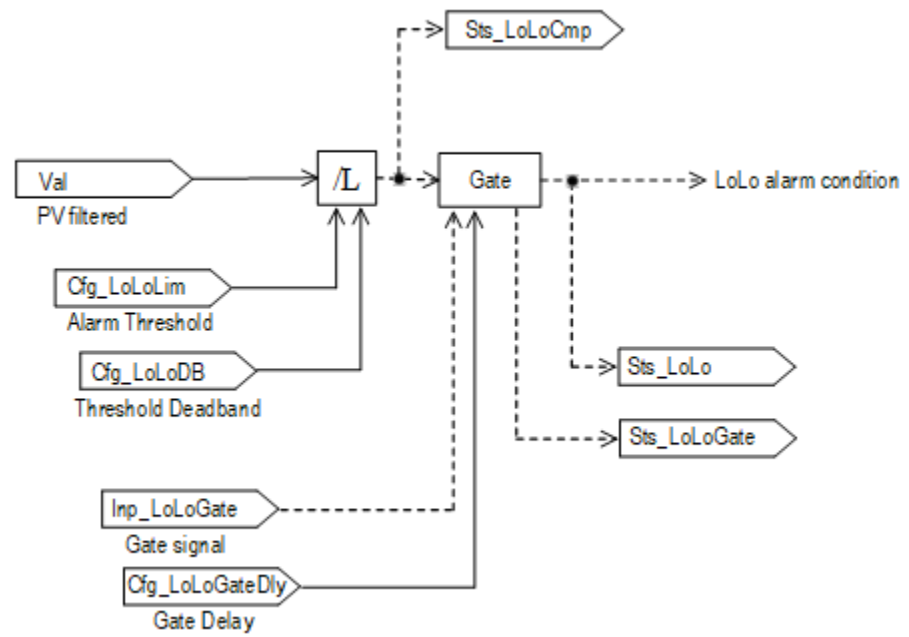 Sts_LoLoCmp
Val
/L
Gate
LoLo alarm condition
PV filtered
Cfg_LoLoLim
Alarm Threshold
Cfg_LoLoDB
Sts_LoLo
Threshold Deadband
Sts_LoLoGate
Inp_LoLoGate
Gate signal
Cfg_LoLoGateDly
Gate Delay